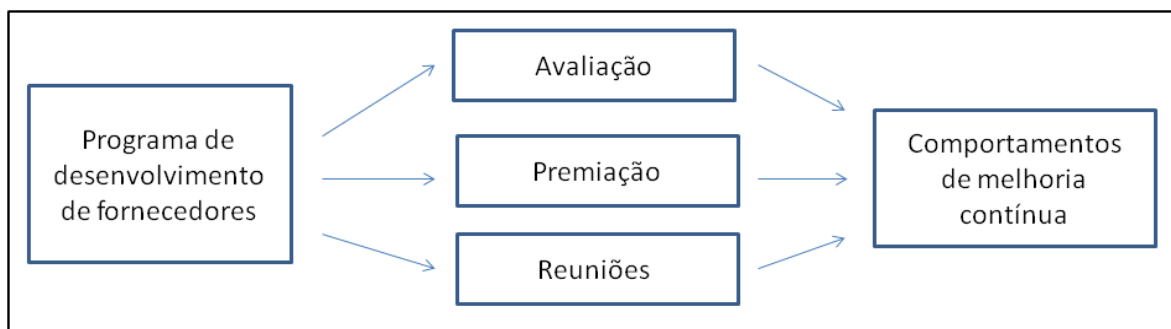 Programa de
desenvolvimento
de fornecedores
Avaliação
Premiação
Reuniões
Comportamentos
de melhoria
contínua